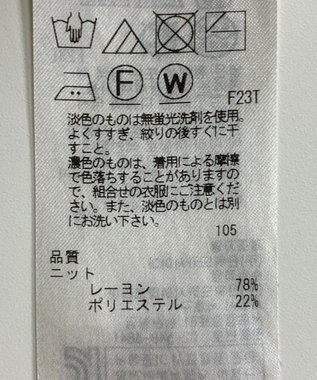 F
W
F23T
淡色のものは無蛍光洗剤を使用。
よくすすぎ、絞りの後すぐに干
すこと。
濃色のものは、着用による摩擦
で色落ちすることがありますの
で、組合せの衣服にご注意くだ
さい。また、淡色のものとは別
にお洗い下さい。
105
品質
ニット
レーヨン 78%
ポリエステル 22%